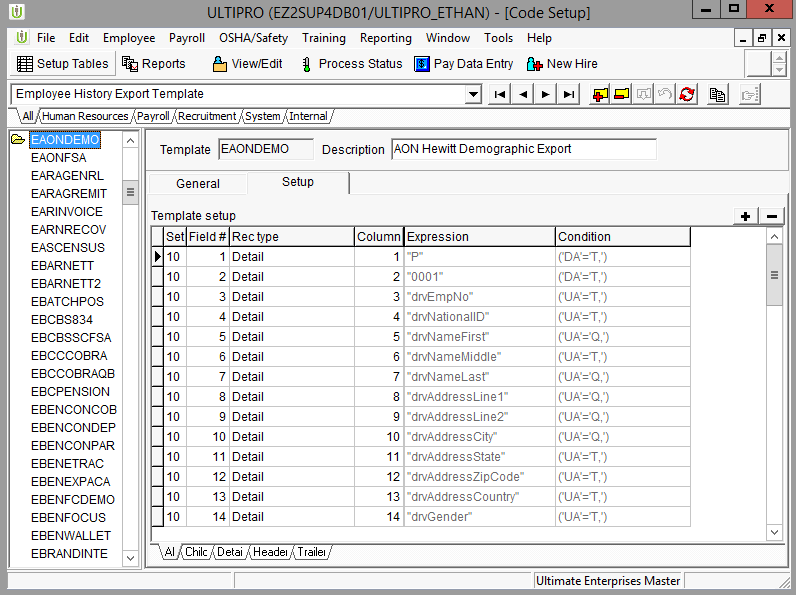 ULTIPRO (EZ2SUP4DB01/ULTIPRO_ETHAN) - [Code Setup]
File Edit Employee Payroll OSHA/Safety Training Reporting Window Tools Help
Setup Tables Reports View/Edit Process Status Pay Data Entry New Hire
Employee History Export Template
All Human Resources Payroll Recruitment System Internal
EAONDEMO
EAONFSA
EARAGENRL
EARAGREMIT
EARINVOICE
EARNRECOV
EASCENSUS
EBARNETT
EBARNETT2
EBATCHPOS
EBCBS834
EBCBSSCFSA
EBCCCOBRA
EBCCOBRAQB
EBCPENSION
EBENCONCOB
EBENCONDEP
EBENCONPAR
EBENETRAC
EBENEXPACA
EBENFCDEMO
EBENFOCUS
EBENWALLET
EBRANDINTE
Template EAONDEMO Description AON Hewitt Demographic Export
General Setup
Template setup
Set Field # Rec type Column Expression Condition
10 1 Detail 1 "P" ('DA'='T,')
10 2 Detail 2 "0001" ('DA'='T,')
10 3 Detail 3 "drvEmpNo" ('UA'='T,')
10 4 Detail 4 "drvNationalID" ('UA'='T,')
10 5 Detail 5 "drvNameFirst" ('UA'='Q,')
10 6 Detail 6 "drvNameMiddle" ('UA'='T,')
10 7 Detail 7 "drvNameLast" ('UA'='Q,')
10 8 Detail 8 "drvAddressLine1" ('UA'='Q,')
10 9 Detail 9 "drvAddressLine2" ('UA'='Q,')
10 10 Detail 10 "drvAddressCity" ('UA'='Q,')
10 11 Detail 11 "drvAddressState" ('UA'='T,')
10 12 Detail 12 "drvAddressZipCode" ('UA'='T,')
10 13 Detail 13 "drvAddressCountry" ('UA'='T,')
10 14 Detail 14 "drvGender" ('UA'='T,')
Al Chilc Detai Header Trailer
Ultimate Enterprises Master